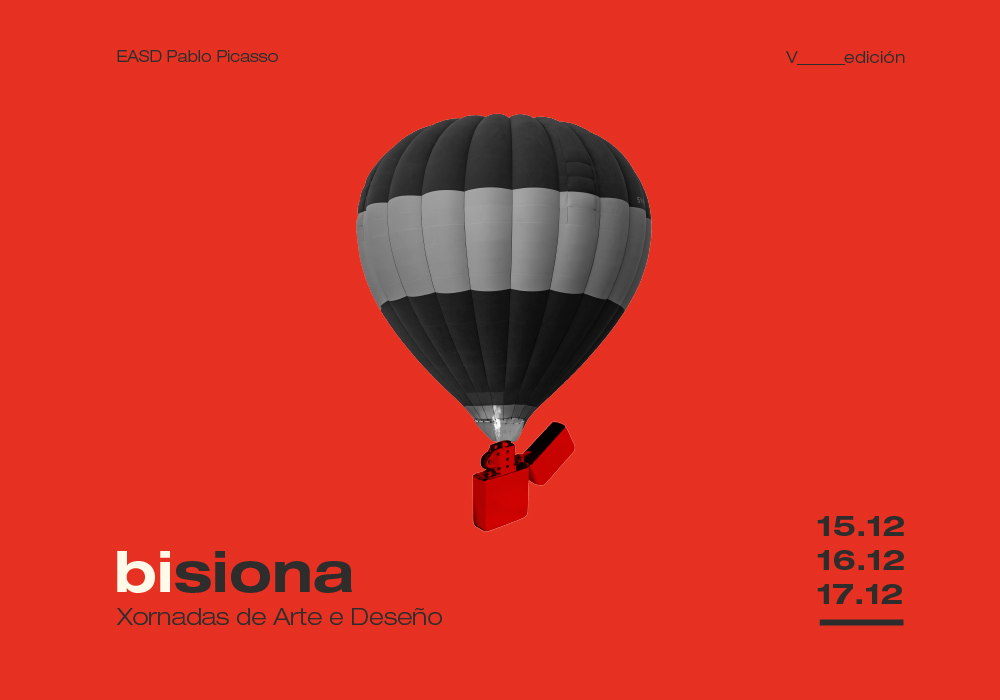 EASD Pablo Picasso
V_____edición
bisiona
Xornadas de Arte e Deseño
15.12
16.12
17.12